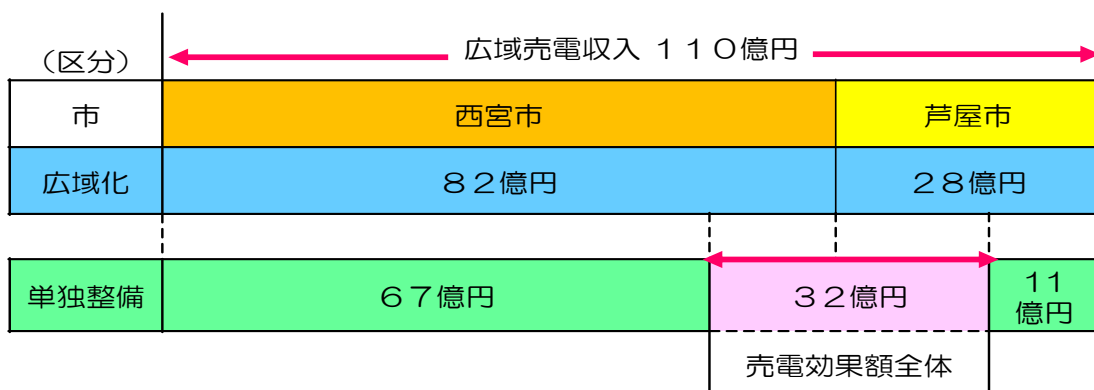 広域売電収入 １１０億円
（区分）
市
西宮市
芦屋市
広域化
８２億円
２８億円
単独整備
６７億円
３２億円
１１
億円
売電効果額全体